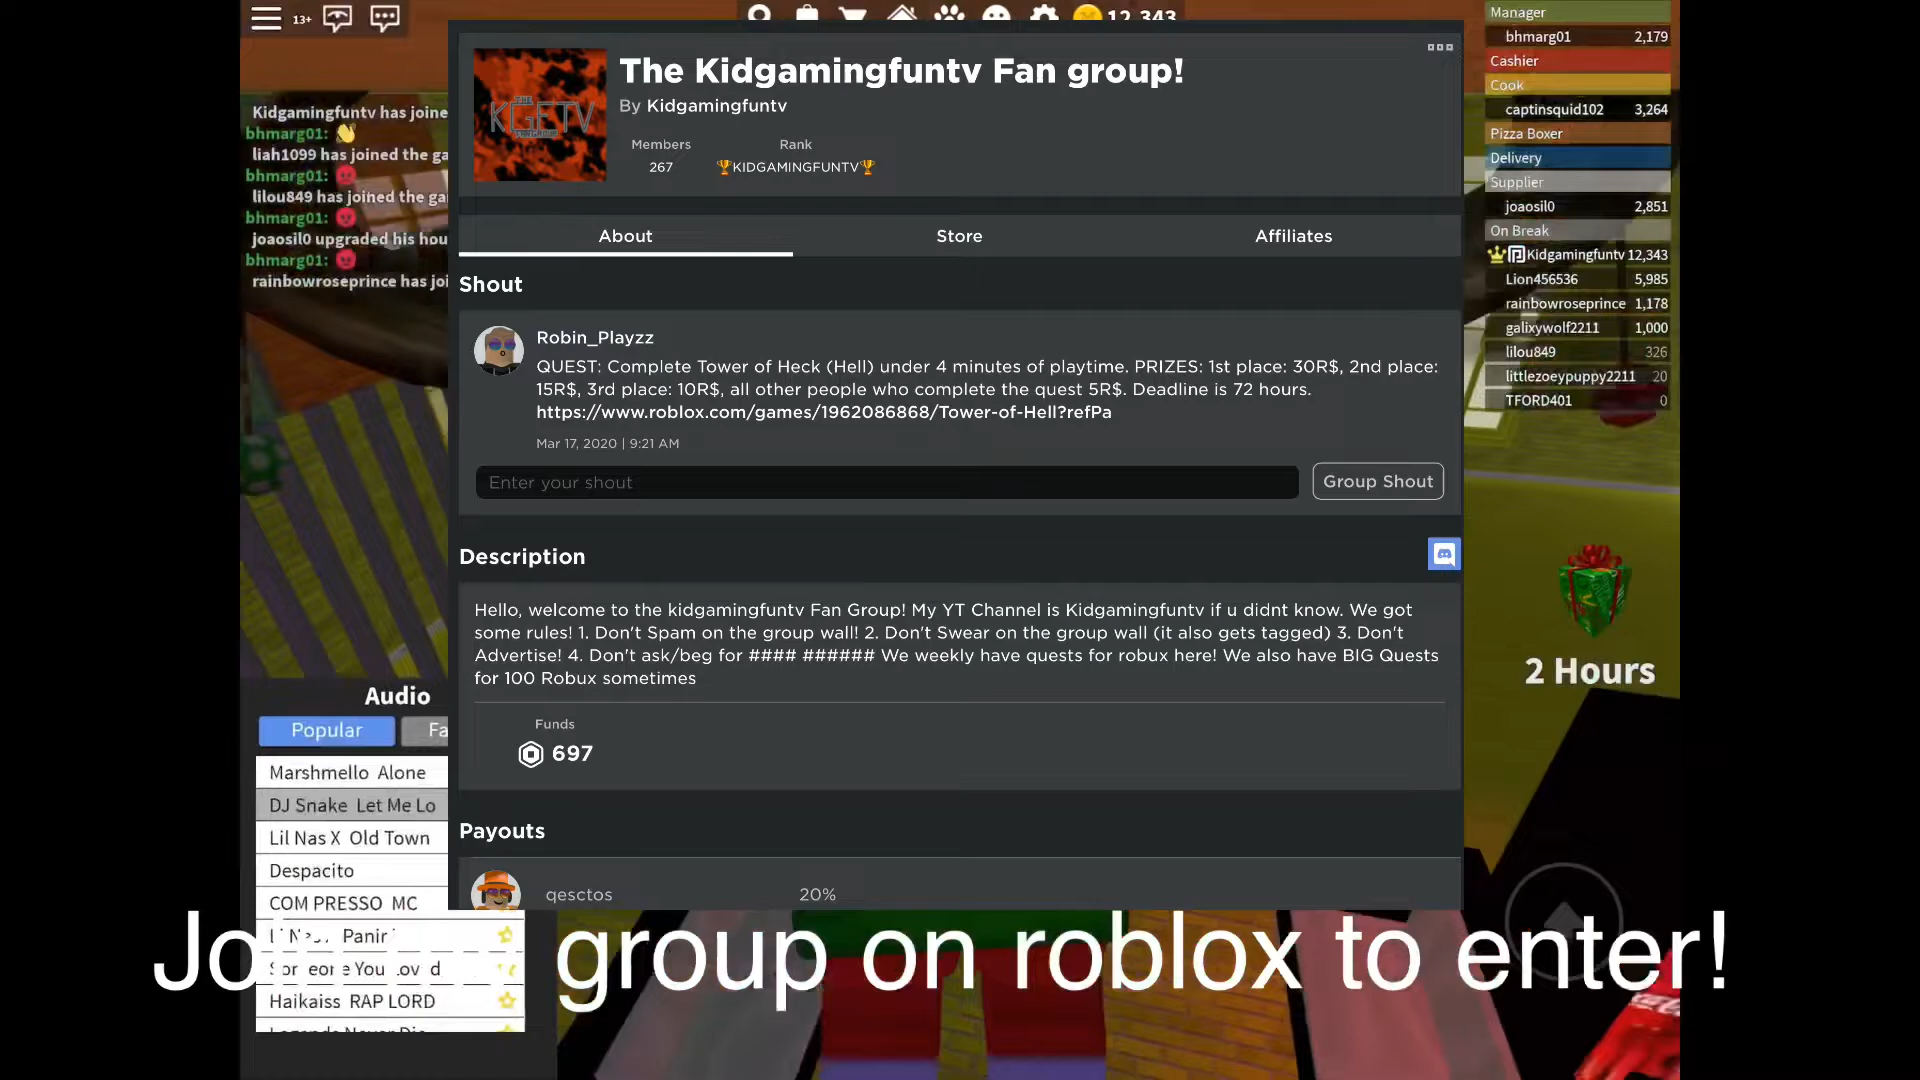 13+
12,343
Kidgamingfuntv has joine
bhmarg01: 👋
liah1099 has joined the ga
bhmarg01: 😡
lilou849 has joined the ga
bhmarg01: 😡
joaosil0 upgraded his hou
bhmarg01: 😡
rainbowroseprince has joi
The Kidgamingfuntv Fan group!
By Kidgamingfuntv
Members
267
Rank
🏆KIDGAMINGFUNTV🏆
THE
KGFTV
About
Store
Affiliates
Shout
Robin_Playzz
QUEST: Complete Tower of Heck (Hell) under 4 minutes of playtime. PRIZES: 1st place: 30R$, 2nd place:
15R$, 3rd place: 10R$, all other people who complete the quest 5R$. Deadline is 72 hours.
https://www.roblox.com/games/1962086868/Tower-of-Hell?refPa
Mar 17, 2020 | 9:21 AM
Enter your shout
Group Shout
Description
Hello, welcome to the kidgamingfuntv Fan Group! My YT Channel is Kidgamingfuntv if u didnt know. We got
some rules! 1. Don't Spam on the group wall! 2. Don't Swear on the group wall (it also gets tagged) 3. Don't
Advertise! 4. Don't ask/beg for #### ###### We weekly have quests for robux here! We also have BIG Quests
for 100 Robux sometimes
Funds
697
Payouts
qesctos 20%
Manager
bhmarg01 2,179
Cashier
Cook
captinsquid102 3,264
Pizza Boxer
Delivery
Supplier
joaosil0 2,851
On Break
Kidgamingfuntv 12,343
Lion456536 5,985
rainbowroseprince 1,178
galixywolf2211 1,000
lilou849 326
littlezoeypuppy2211 20
TFORD401 0
2 Hours
Audio
Popular
Fa
Marshmello Alone
DJ Snake Let Me Lo
Lil Nas X Old Town
Despacito
COM PRESSO MC
Someone You Loved
Haikaiss RAP LORD
group on roblox to enter!